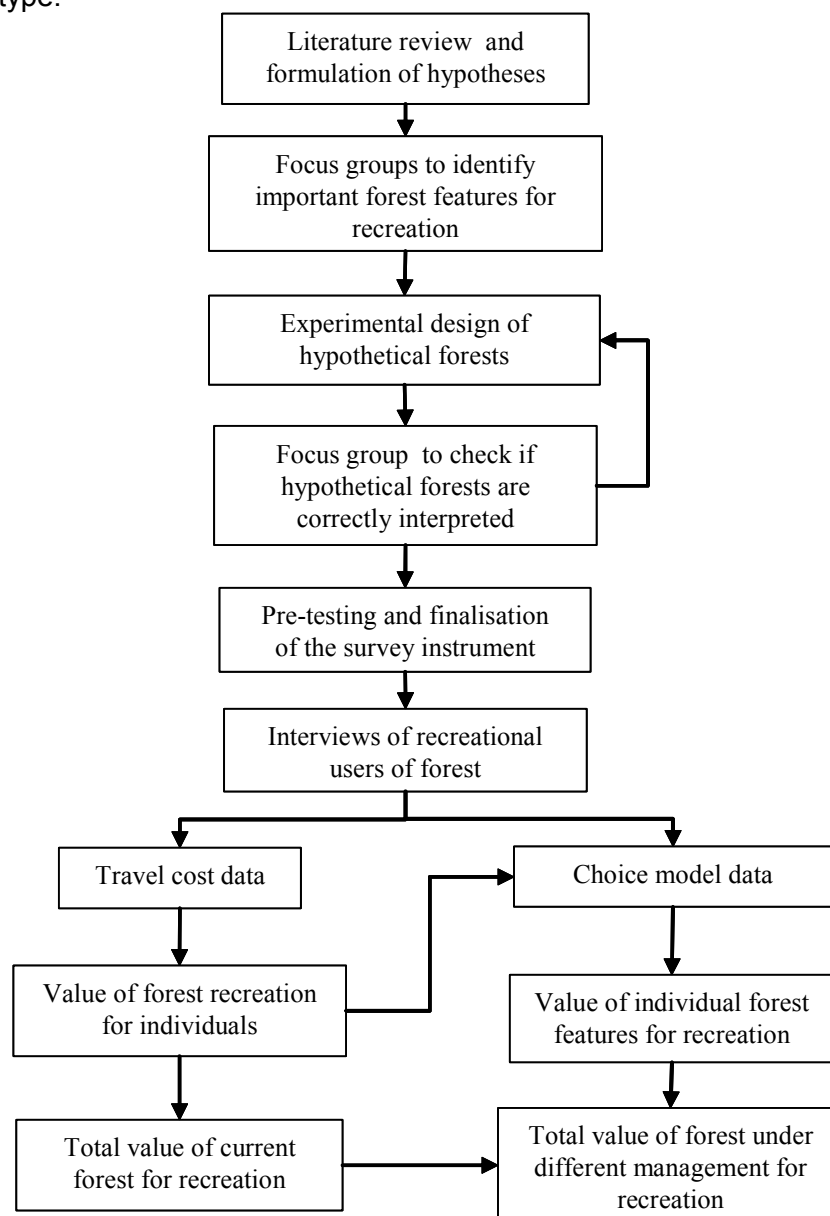 type.
Literature review and
formulation of hypotheses
Focus groups to identify
important forest features for
recreation
Experimental design of
hypothetical forests
Focus group to check if
hypothetical forests are
correctly interpreted
Pre-testing and finalisation
of the survey instrument
Interviews of recreational
users of forest
Travel cost data
Choice model data
Value of forest recreation
for individuals
Value of individual forest
features for recreation
Total value of current
forest for recreation
Total value of forest under
different management for
recreation